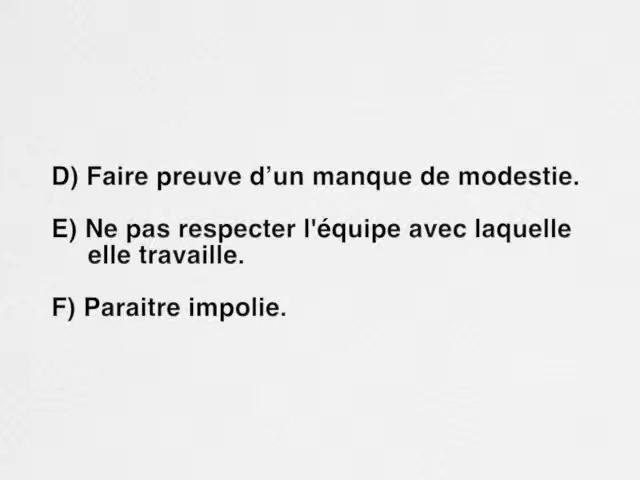 D) Faire preuve d’un manque de modestie.
E) Ne pas respecter l'équipe avec laquelle
elle travaille.
F) Paraitre impolie.